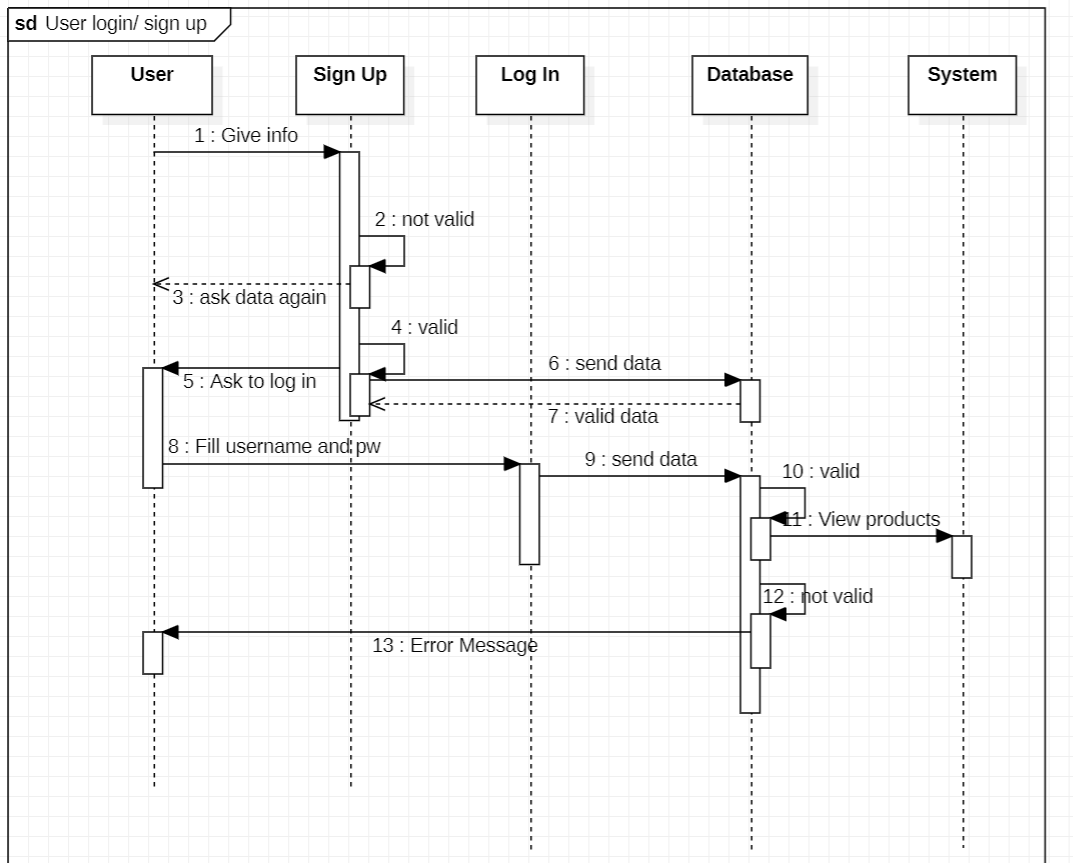 sd User login/ sign up
User
Sign Up
Log In
Database
System
1 : Give info
2 : not valid
3 : ask data again
4 : valid
6 : send data
5 : Ask to log in
7 : valid data
8 : Fill username and pw
9 : send data
10 : valid
11 : View products
12 : not valid
13 : Error Message